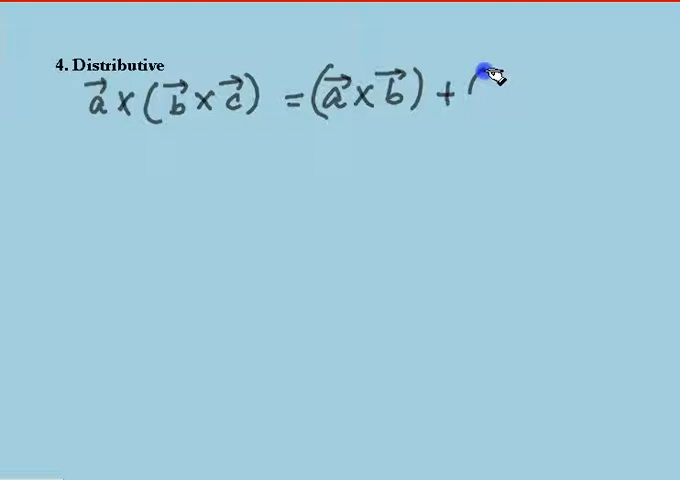 4. Distributive
a⃗ × (b⃗ × c⃗) = (a⃗ × b⃗) + (